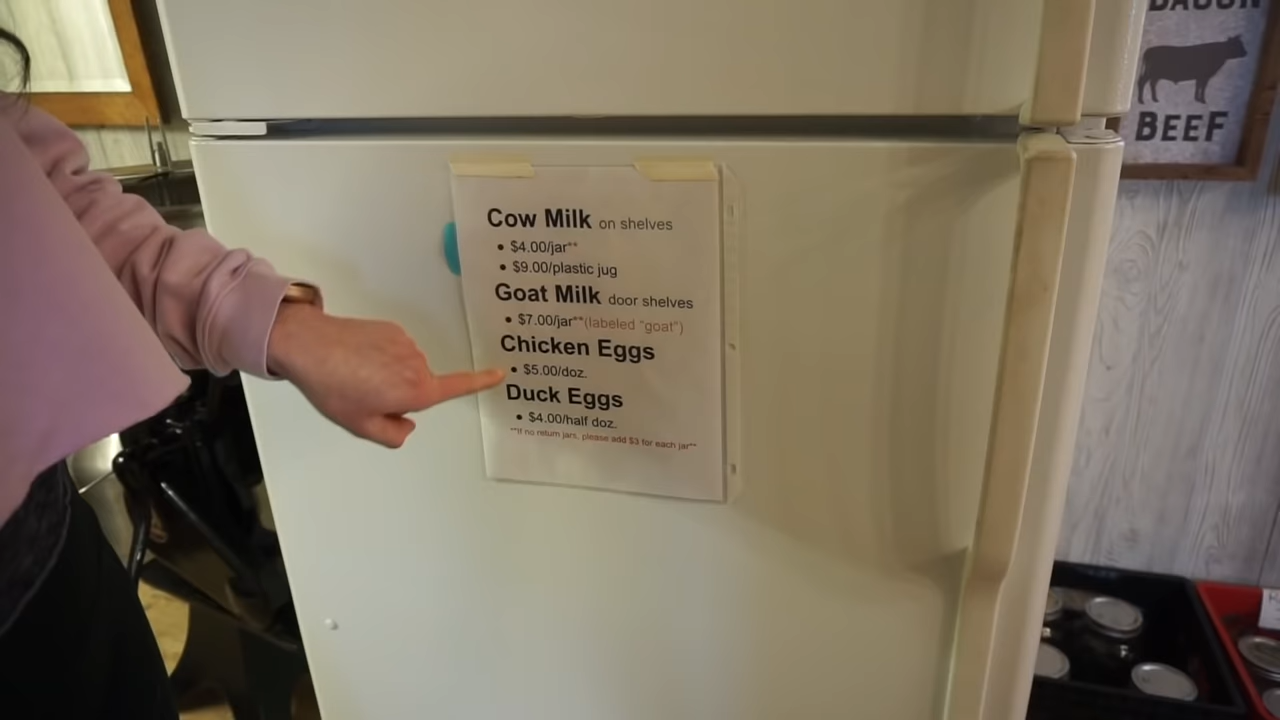 Cow Milk on shelves
• $4.00/jar**
• $9.00/plastic jug
Goat Milk door shelves
• $7.00/jar**(labeled "goat")
Chicken Eggs
• $5.00/doz.
Duck Eggs
• $4.00/half doz.
**If no return jars, please add $3 for each jar**
BACON
BEEF